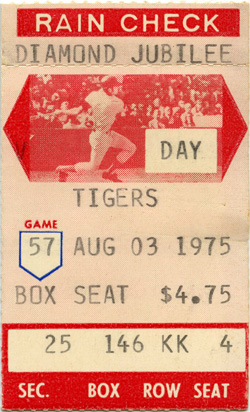 RAIN CHECK
DIAMOND JUBILEE
DAY
TIGERS
GAME
57 AUG 03 1975
BOX SEAT $4.75
25 146 KK 4
SEC. BOX ROW SEAT